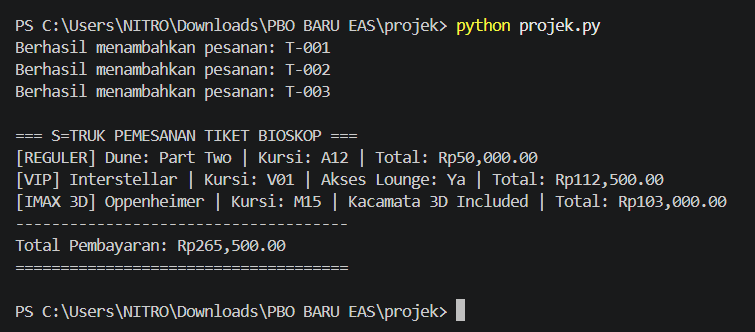 PS C:\Users\NITRO\Downloads\PBO BARU EAS\projek> python projek.py
Berhasil menambahkan pesanan: T-001
Berhasil menambahkan pesanan: T-002
Berhasil menambahkan pesanan: T-003
=== S=TRUK PEMESANAN TIKET BIOSKOP ===
[REGULER] Dune: Part Two | Kursi: A12 | Total: Rp50,000.00
[VIP] Interstellar | Kursi: V01 | Akses Lounge: Ya | Total: Rp112,500.00
[IMAX 3D] Oppenheimer | Kursi: M15 | Kacamata 3D Included | Total: Rp103,000.00
-------------------------------------
Total Pembayaran: Rp265,500.00
=====================================
PS C:\Users\NITRO\Downloads\PBO BARU EAS\projek>